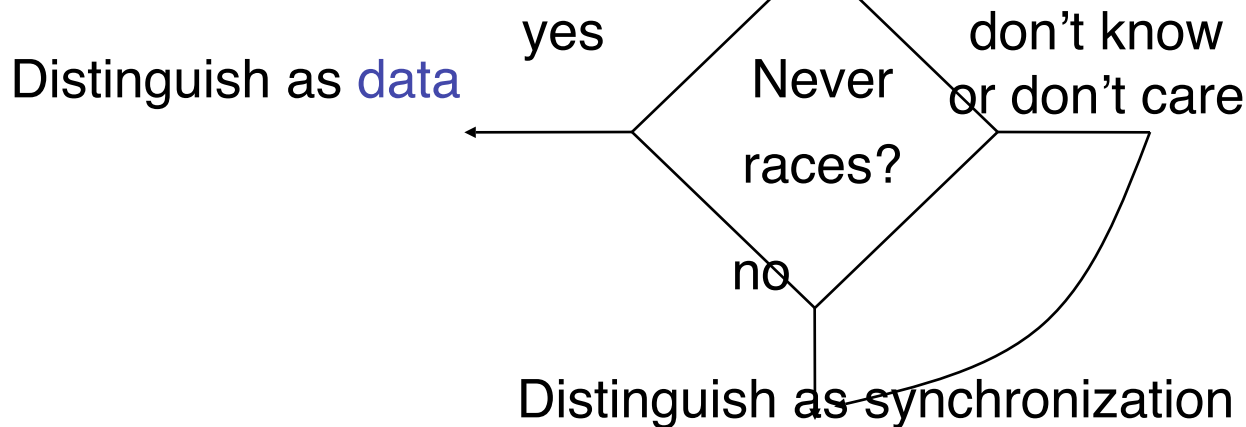 yes
don’t know
or don’t care
Distinguish as data
Never
races?
no
Distinguish as synchronization